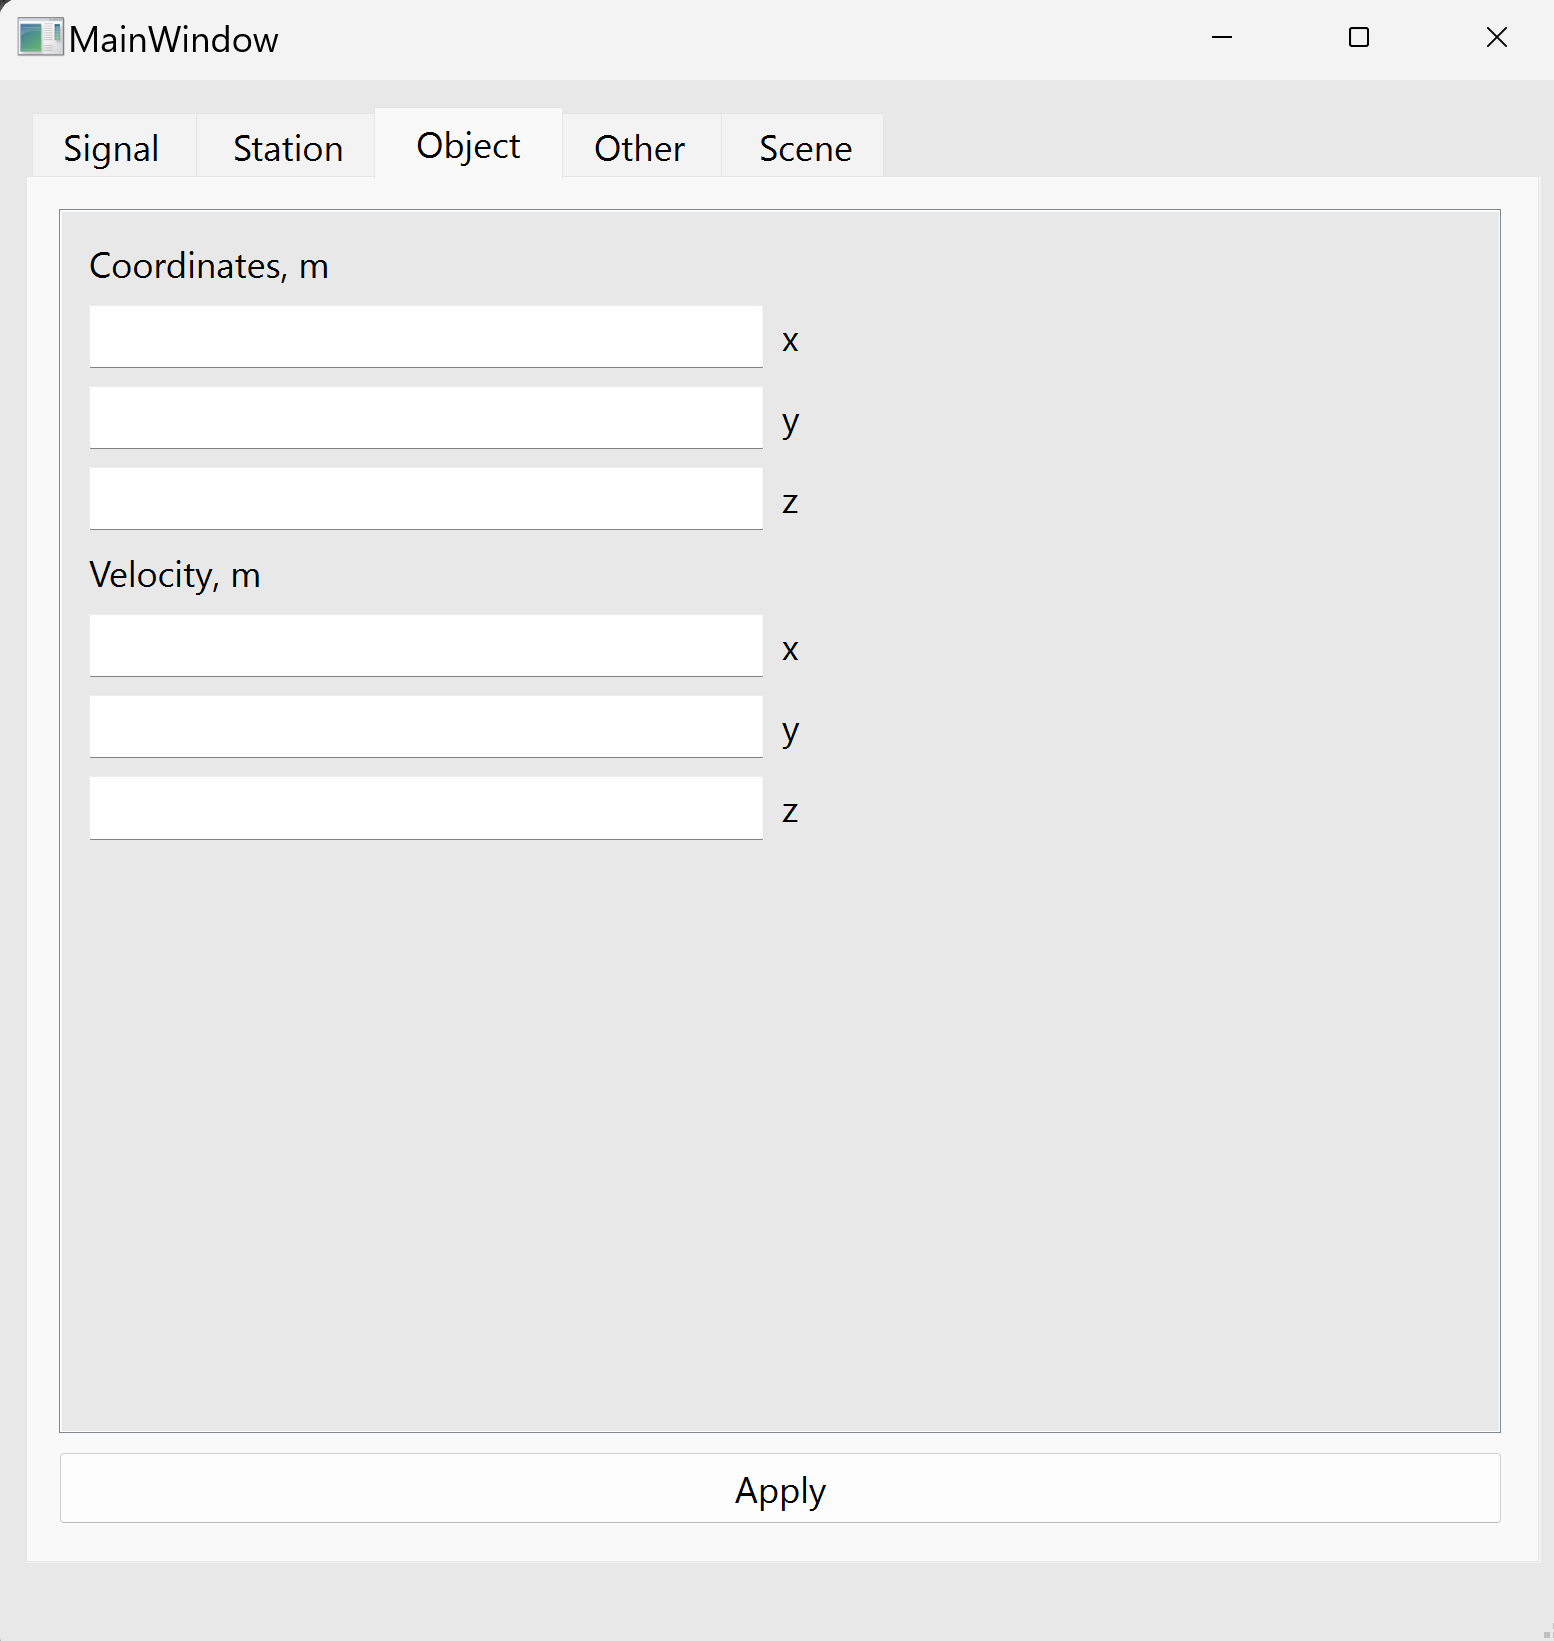 MainWindow
Signal Station Object Other Scene
Coordinates, m
x
y
z
Velocity, m
x
y
z
Apply